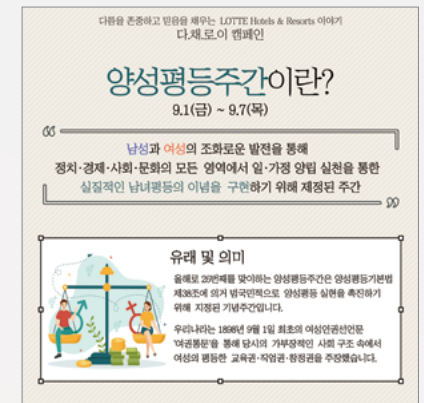 다름을 존중하고 믿음을 채우는 LOTTE Hotels & Resorts 이야기
다.채.로.이 캠페인
양성평등주간이란?
9.1(금) ~ 9.7(목)
남성과 여성의 조화로운 발전을 통해
정치·경제·사회·문화의 모든 영역에서 일·가정 양립 실천을 통한
실질적인 남녀평등의 이념을 구현하기 위해 제정된 주간
유래 및 의미
올해로 26번째를 맞이하는 양성평등주간은 양성평등기본법
제38조에 의거 범국민적으로 양성평등 실현을 촉진하기
위해 지정된 기념주간입니다.
우리나라는 1898년 9월 1일 최초의 여성인권선언문
'여권통문'을 통해 당시의 가부장적인 사회 구조 속에서
여성의 평등한 교육권·직업권·참정권을 주장했습니다.